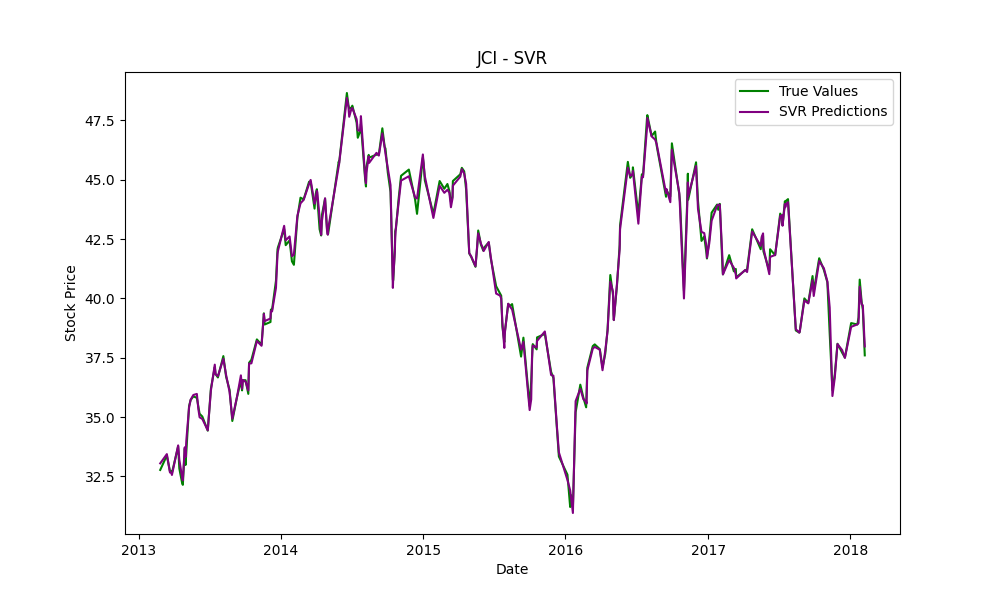 JCI - SVR
True Values
SVR Predictions
47.5
45.0
42.5
40.0
37.5
35.0
32.5
Stock Price
2013 2014 2015 2016 2017 2018
Date